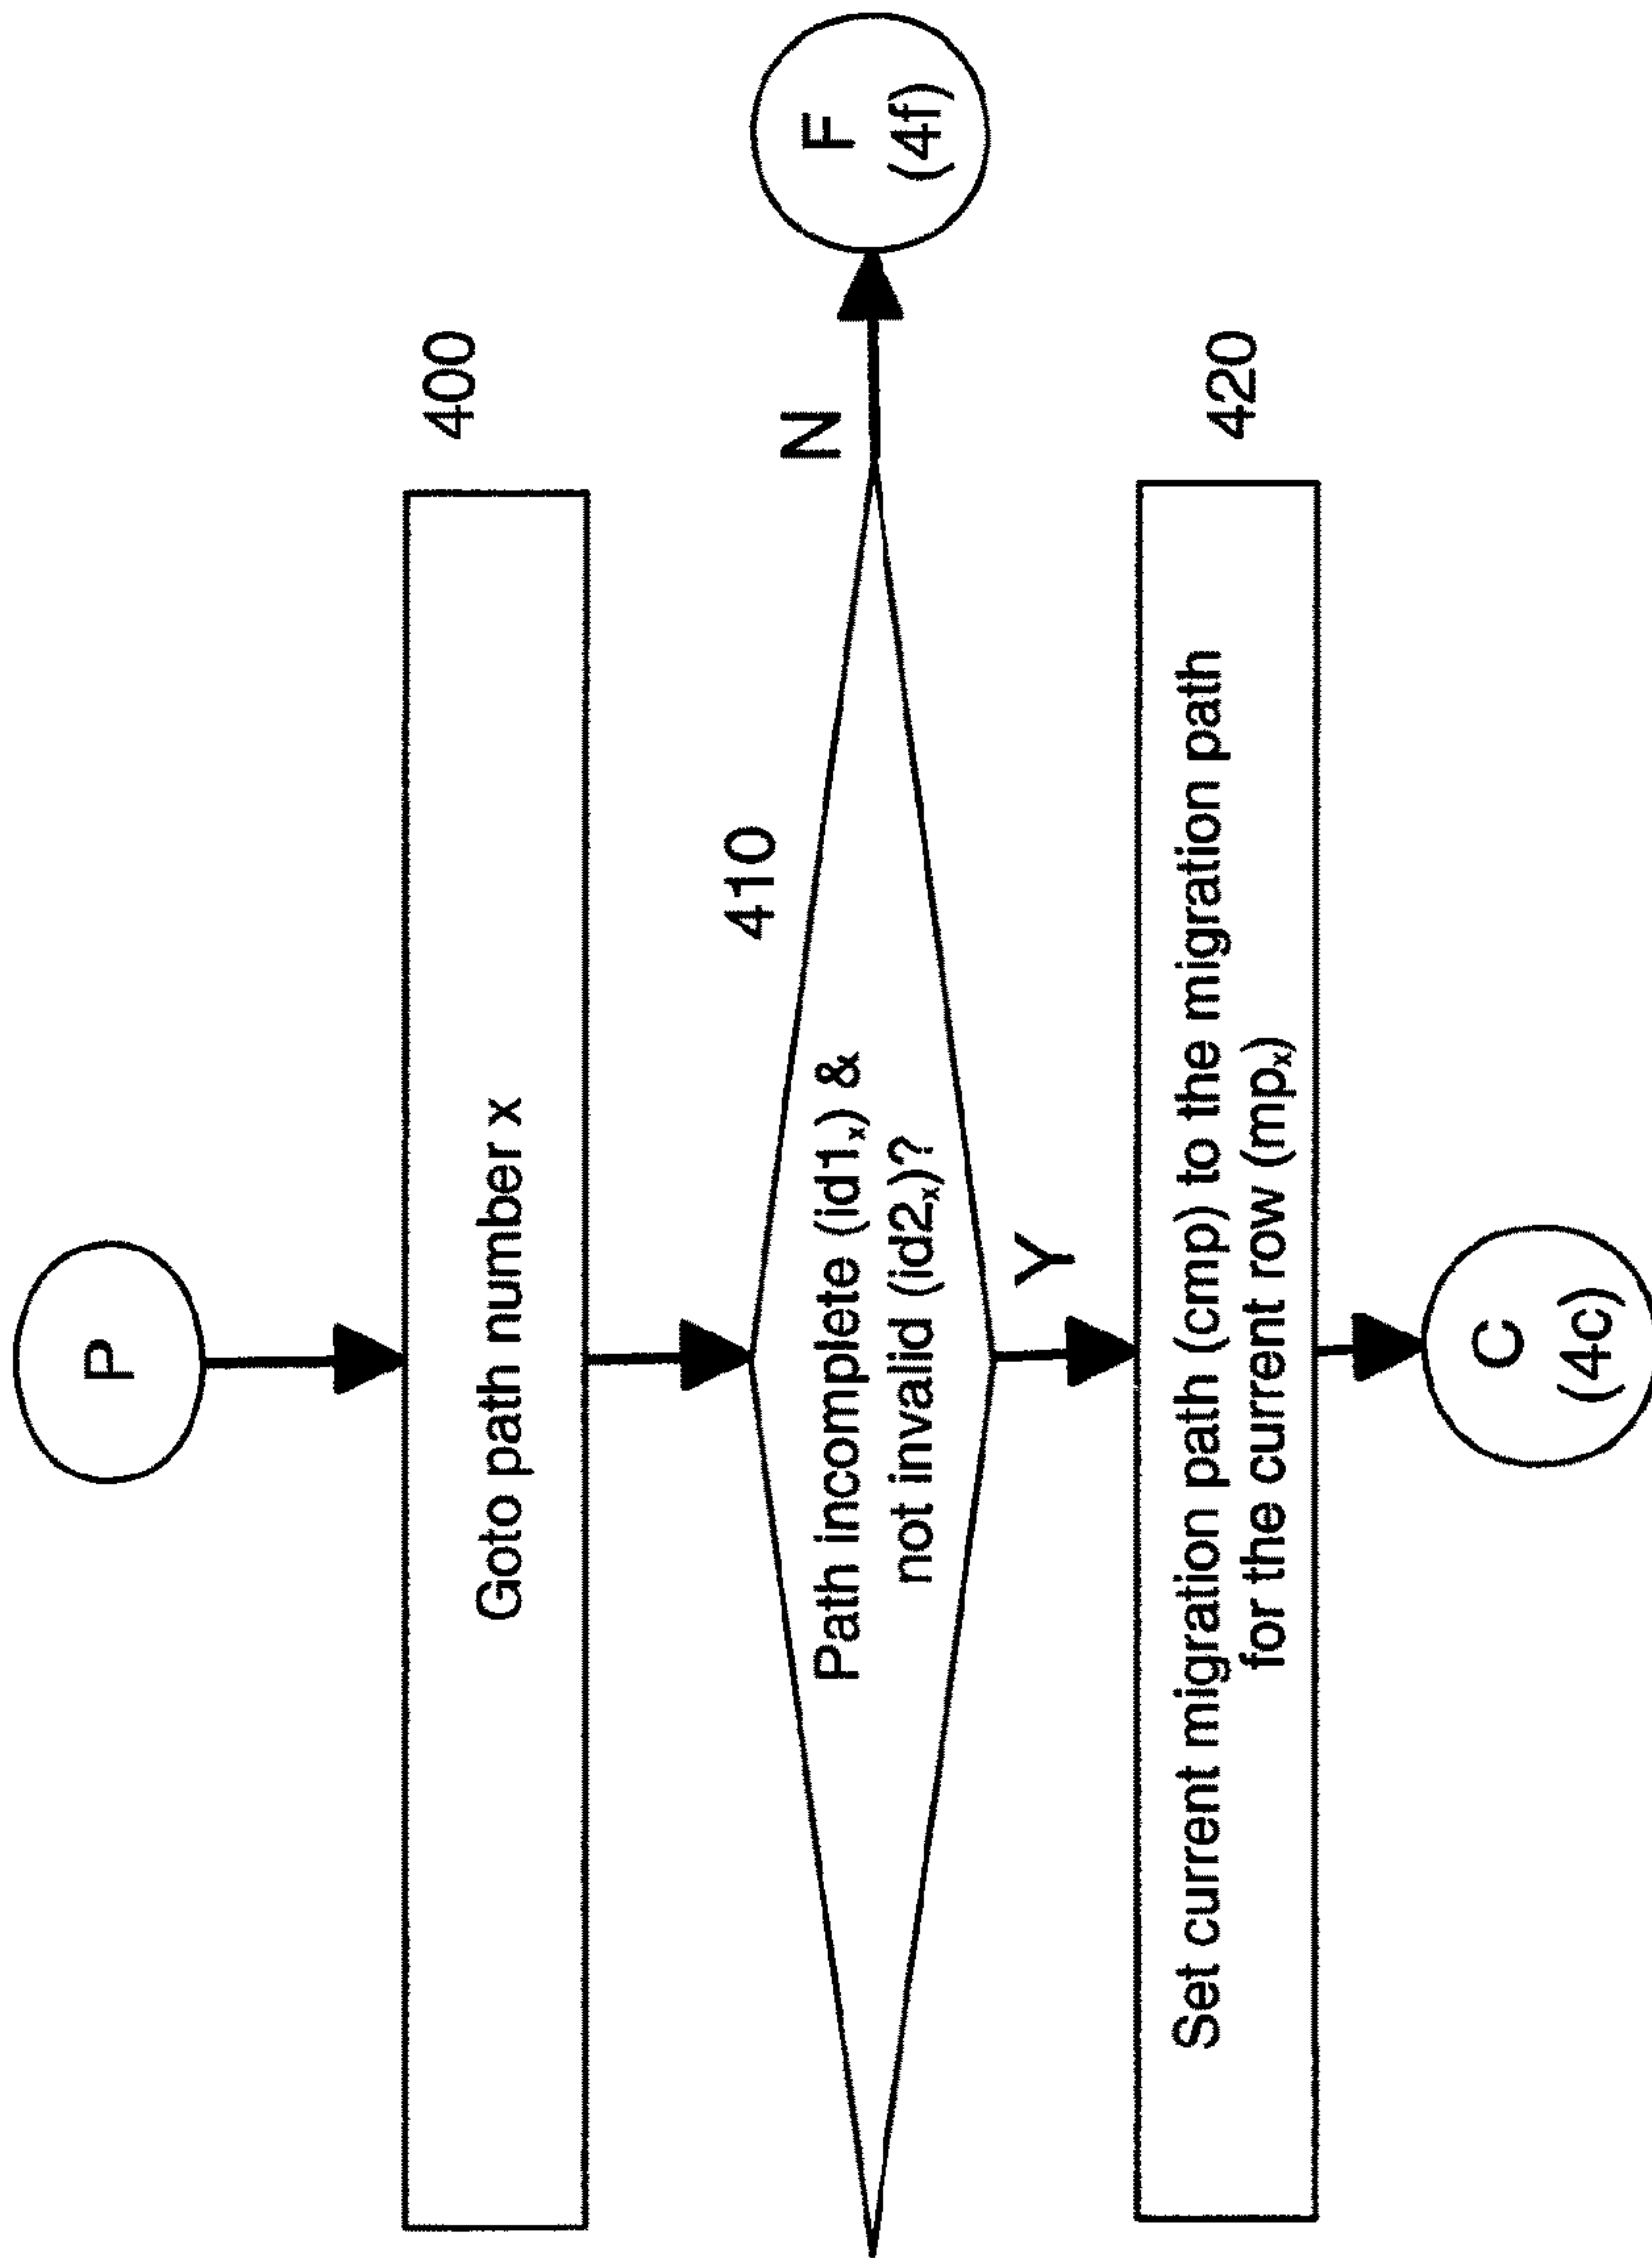 P
400
Goto path number x
410
Path incomplete (id1ₓ) &
not invalid (id2ₓ)?
N
F
(4f)
Y
420
Set current migration path (cmp) to the migration path
for the current row (mpₓ)
C
(4c)